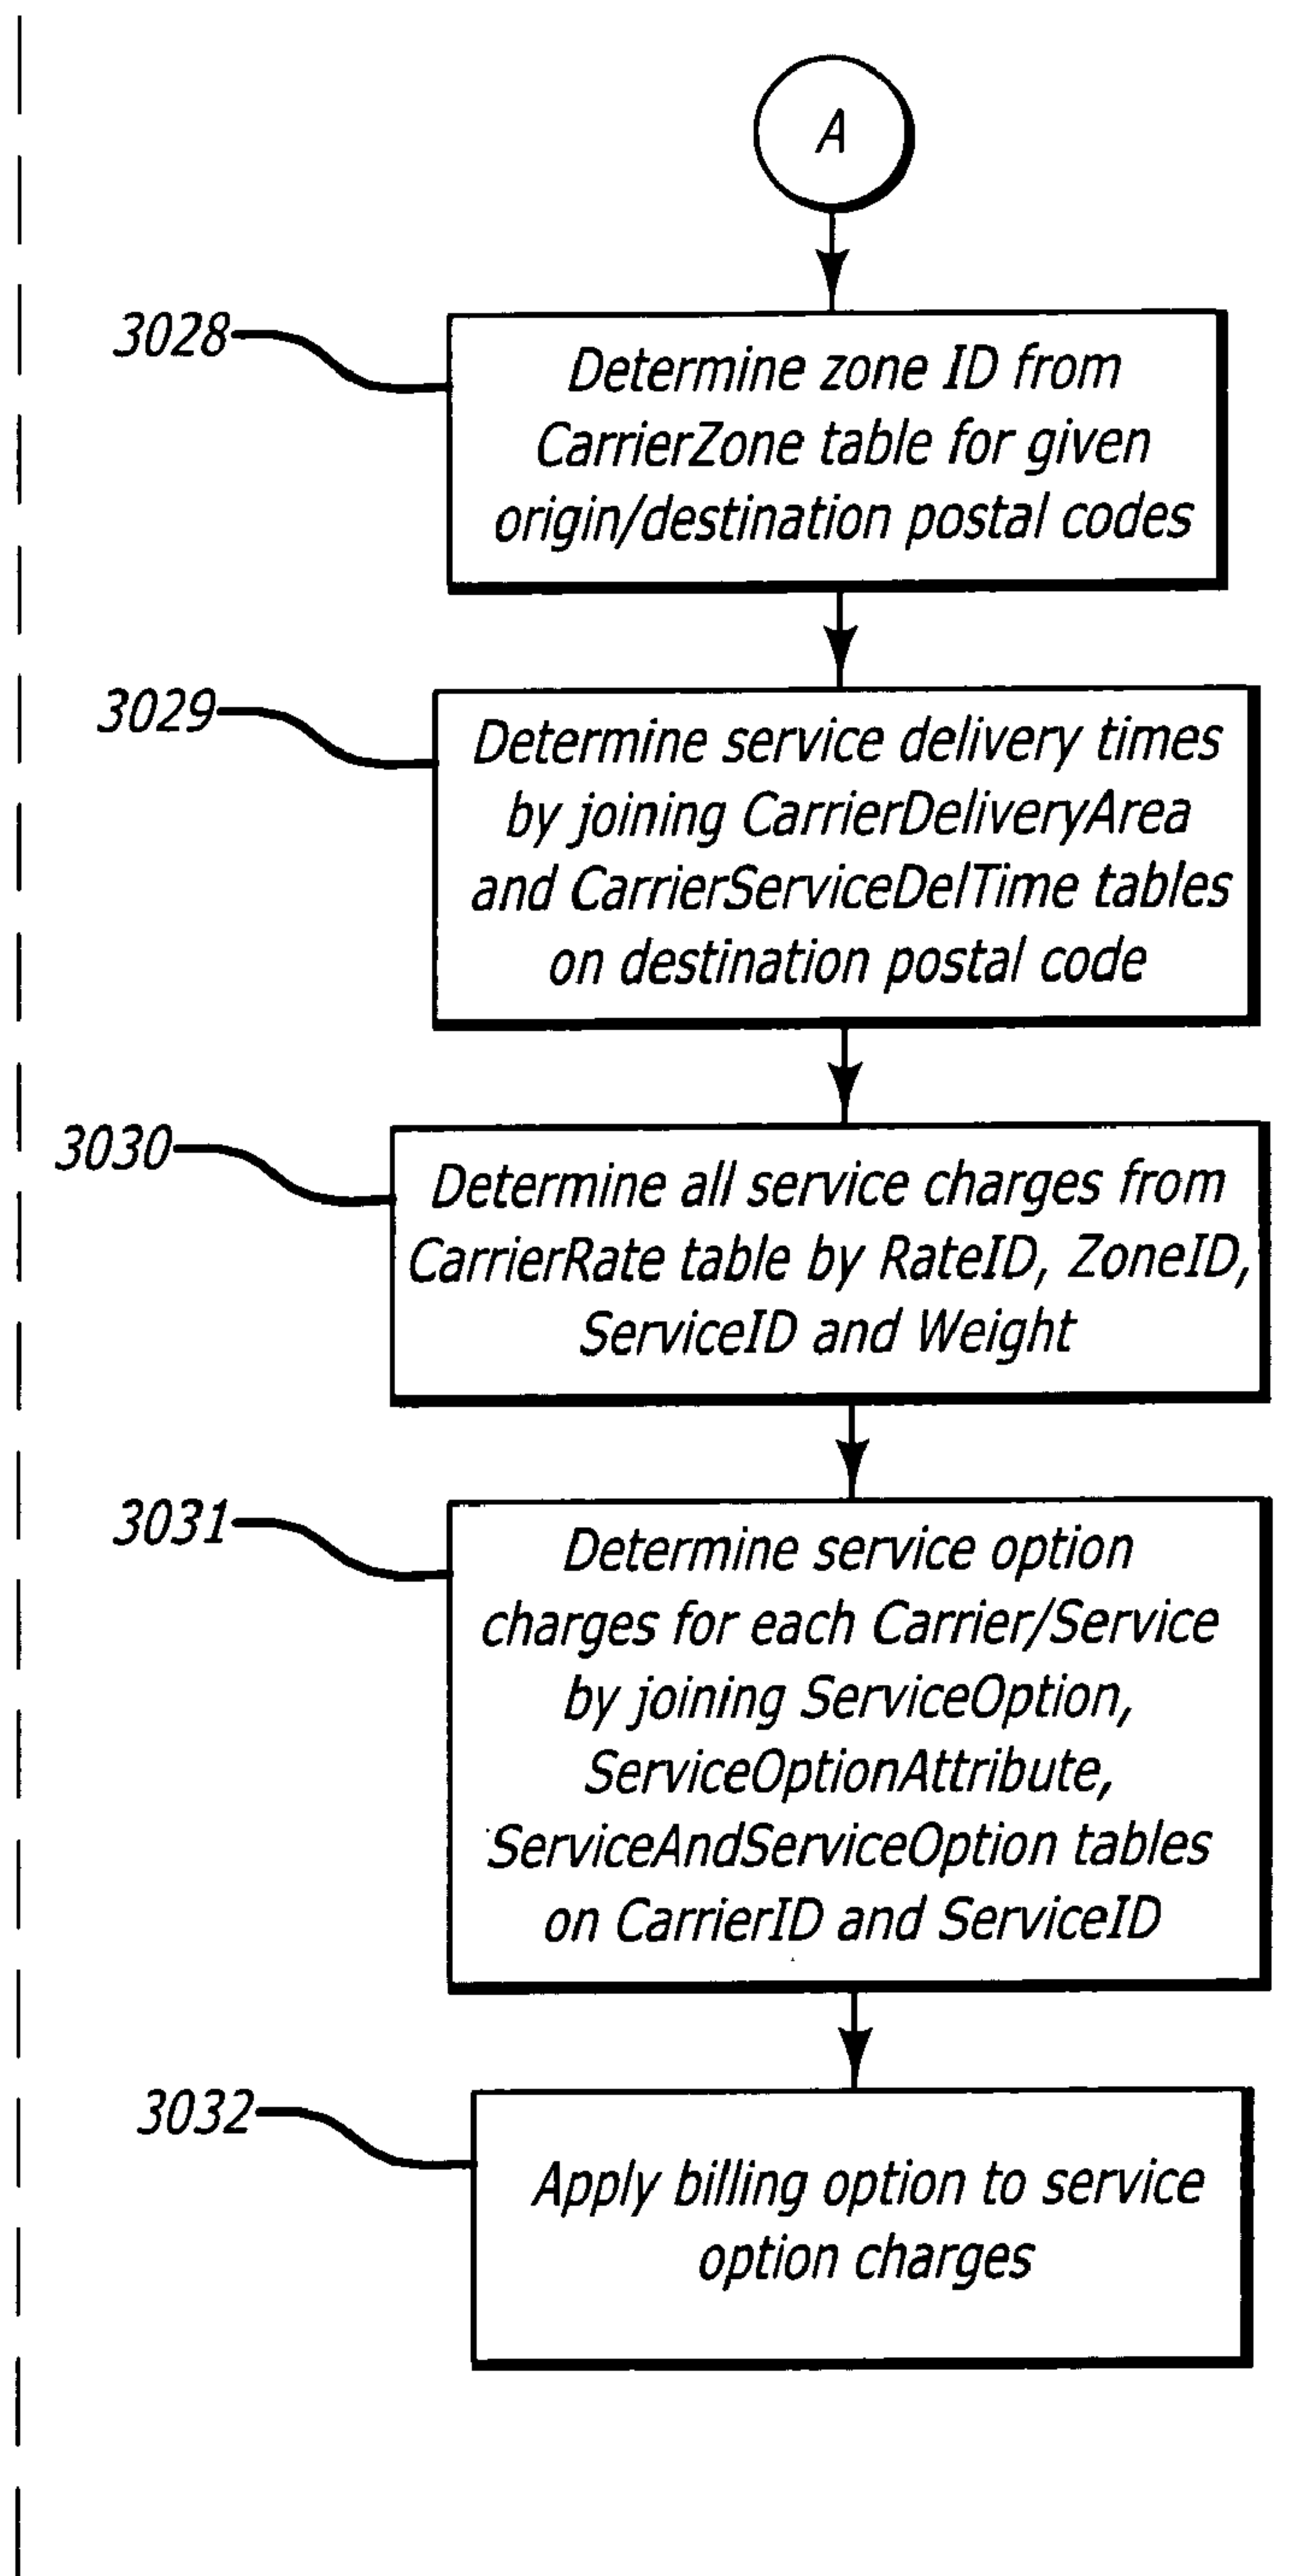 A
3028
Determine zone ID from
CarrierZone table for given
origin/destination postal codes
3029
Determine service delivery times
by joining CarrierDeliveryArea
and CarrierServiceDelTime tables
on destination postal code
3030
Determine all service charges from
CarrierRate table by RateID, ZoneID,
ServiceID and Weight
3031
Determine service option
charges for each Carrier/Service
by joining ServiceOption,
ServiceOptionAttribute,
ServiceAndServiceOption tables
on CarrierID and ServiceID
3032
Apply billing option to service
option charges